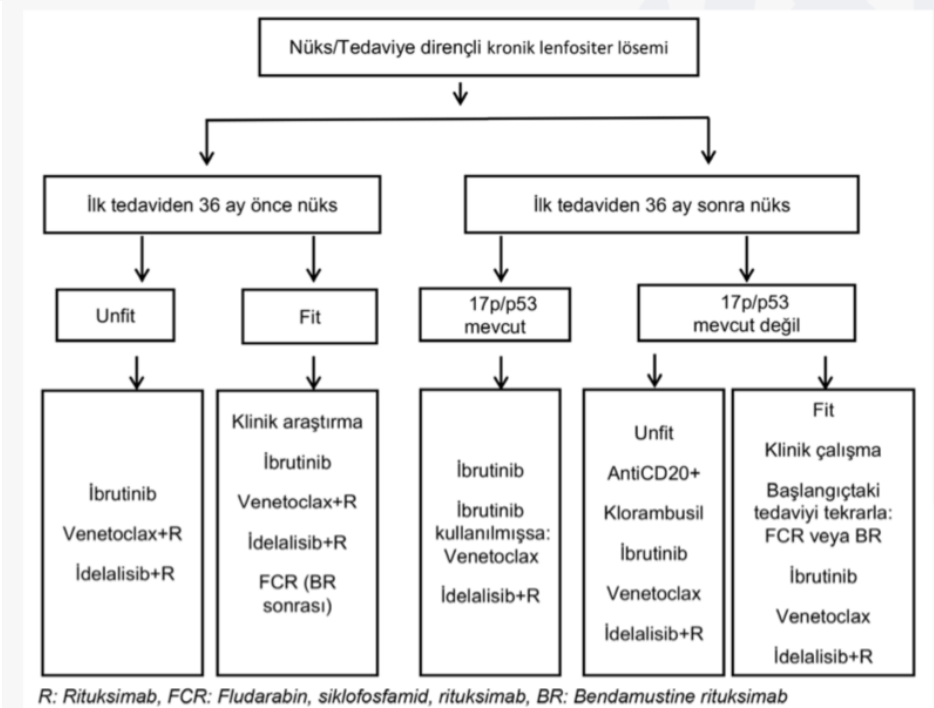 Nüks/Tedaviye dirençli kronik lenfositer lösemi
İlk tedaviden 36 ay önce nüks
İlk tedaviden 36 ay sonra nüks
Unfit
Fit
17p/p53
mevcut
17p/p53
mevcut değil
İbrutinib
Venetoclax+R
İdelalisib+R
Klinik araştırma
İbrutinib
Venetoclax+R
İdelalisib+R
FCR (BR
sonrası)
İbrutinib
İbrutinib
kullanılmışsa:
Venetoclax
İdelalisib+R
Unfit
AntiCD20+
Klorambusil
İbrutinib
Venetoclax
İdelalisib+R
Fit
Klinik çalışma
Başlangıçtaki
tedaviyi tekrarla:
FCR veya BR
İbrutinib
Venetoclax
İdelalisib+R
R: Rituksimab, FCR: Fludarabin, siklofosfamid, rituksimab, BR: Bendamustine rituksimab